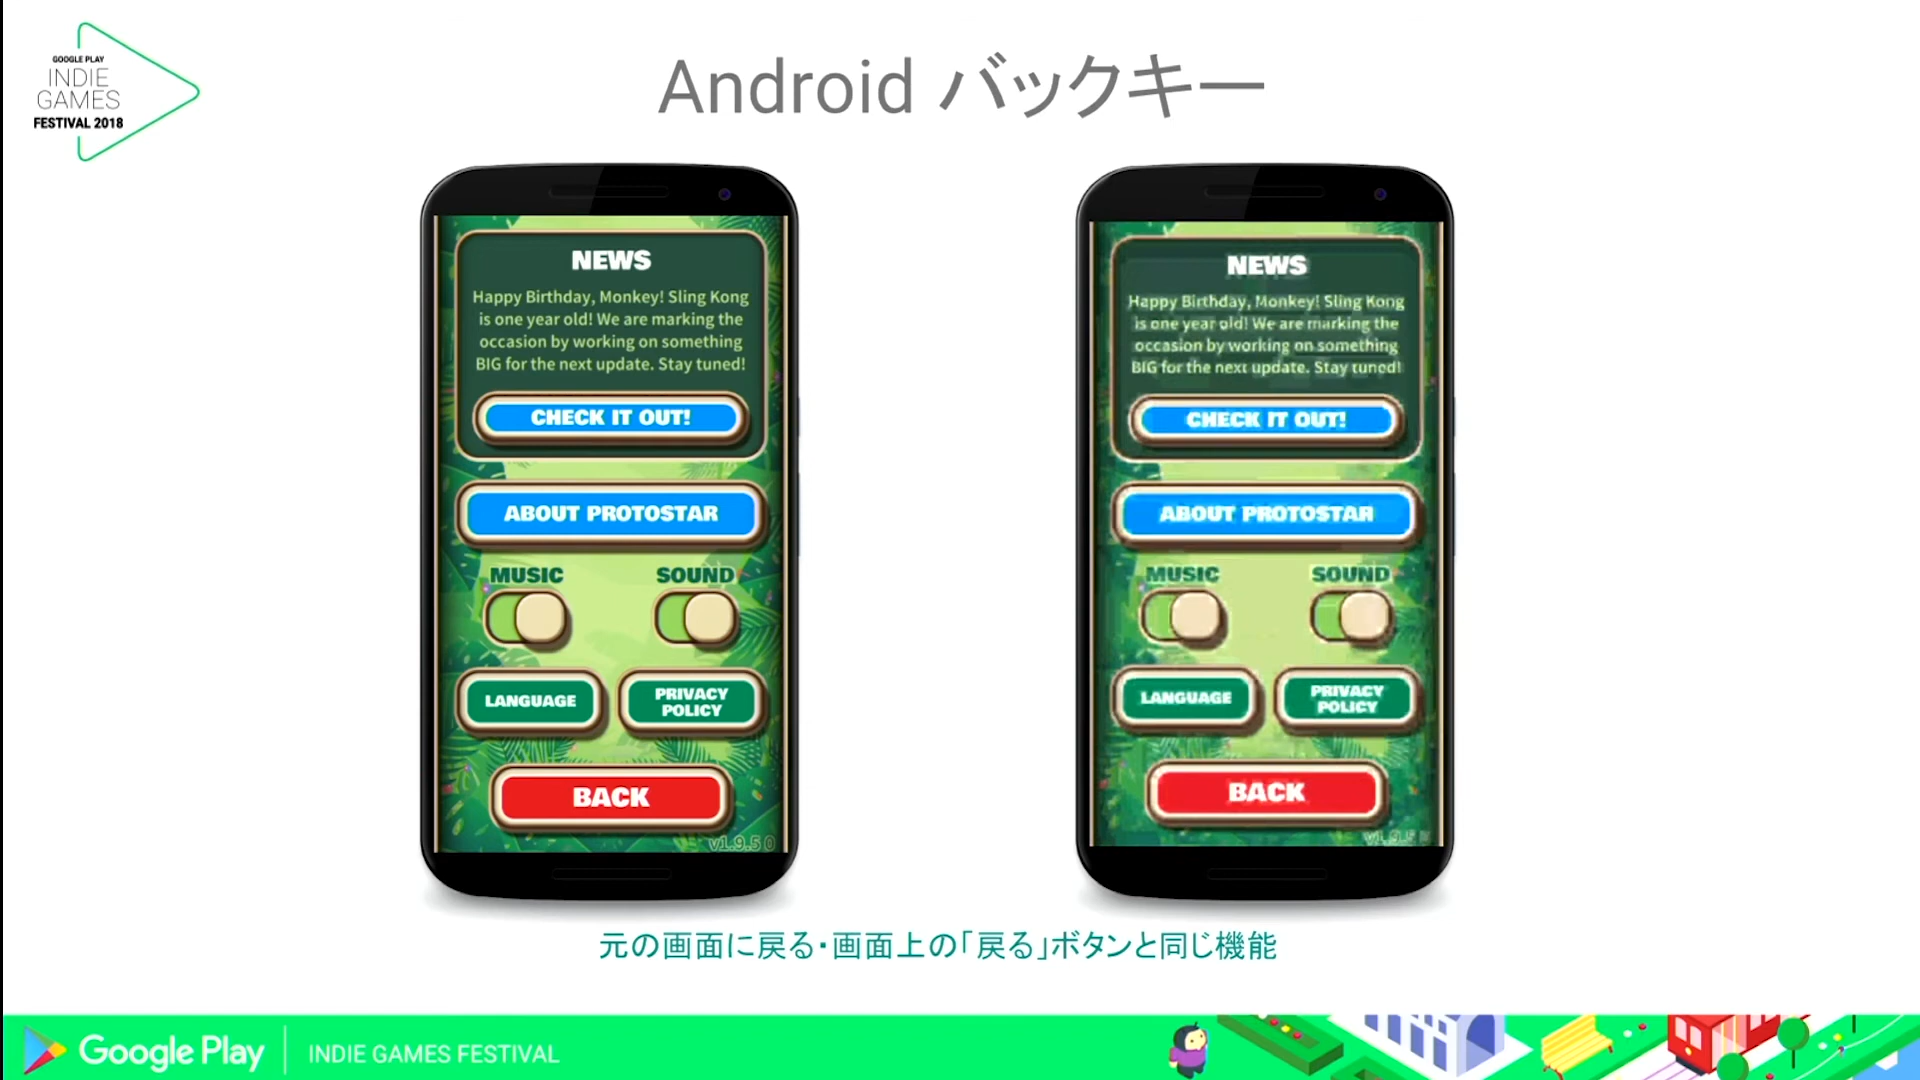 GOOGLE PLAY
INDIE
GAMES
FESTIVAL 2018
Android バックキー
NEWS
Happy Birthday, Monkey! Sling Kong
is one year old! We are marking the
occasion by working on something
BIG for the next update. Stay tuned!
CHECK IT OUT!
ABOUT PROTOSTAR
MUSIC SOUND
LANGUAGE PRIVACY
POLICY
BACK
v1.9.5 0
NEWS
Happy Birthday, Monkey! Sling Kong
is one year old! We are marking the
occasion by working on something
BIG for the next update. Stay tuned!
CHECK IT OUT!
ABOUT PROTOSTAR
MUSIC SOUND
LANGUAGE PRIVACY
POLICY
BACK
v1.9.5
元の画面に戻る・画面上の「戻る」ボタンと同じ機能
Google Play
INDIE GAMES FESTIVAL